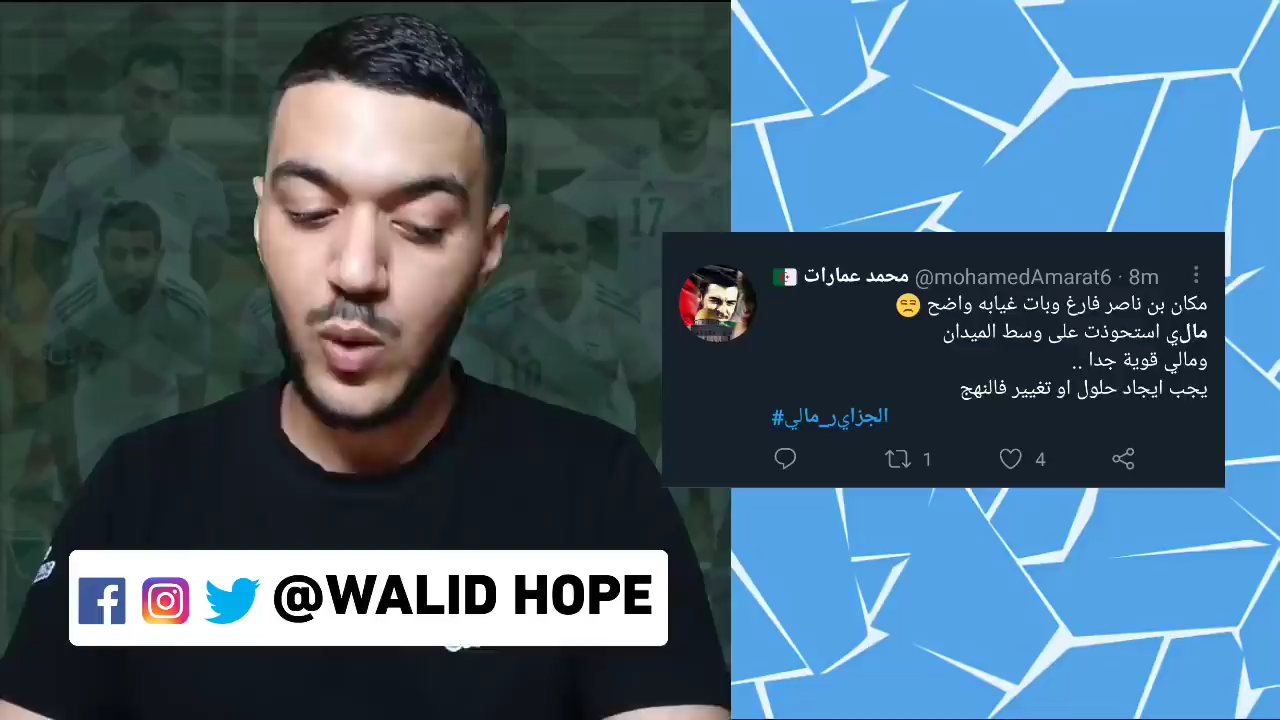 17
محمد عمارات @mohamedAmarat6 · 8m
مكان بن ناصر فارغ وبات غيابه واضح 😒
مالي استحوذت على وسط الميدان
ومالي قوية جدا ..
يجب ايجاد حلول او تغيير فالنهج
#الجزاير_مالي
1 4
@WALID HOPE